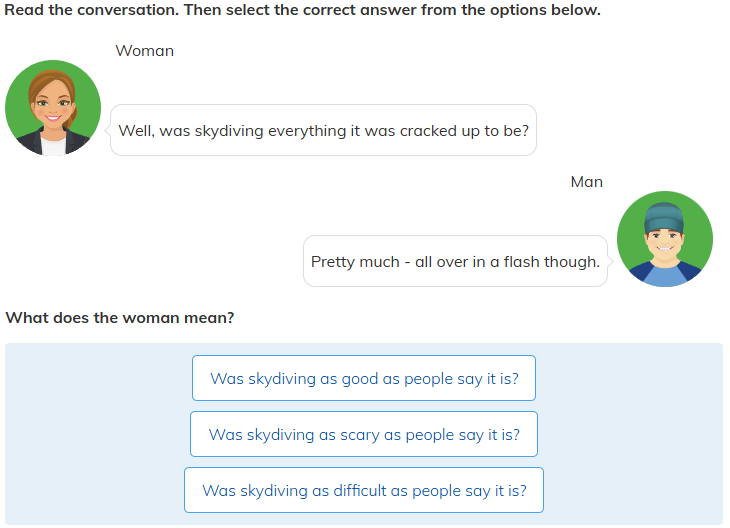 Read the conversation. Then select the correct answer from the options below.
Woman
Well, was skydiving everything it was cracked up to be?
Man
Pretty much - all over in a flash though.
What does the woman mean?
Was skydiving as good as people say it is?
Was skydiving as scary as people say it is?
Was skydiving as difficult as people say it is?